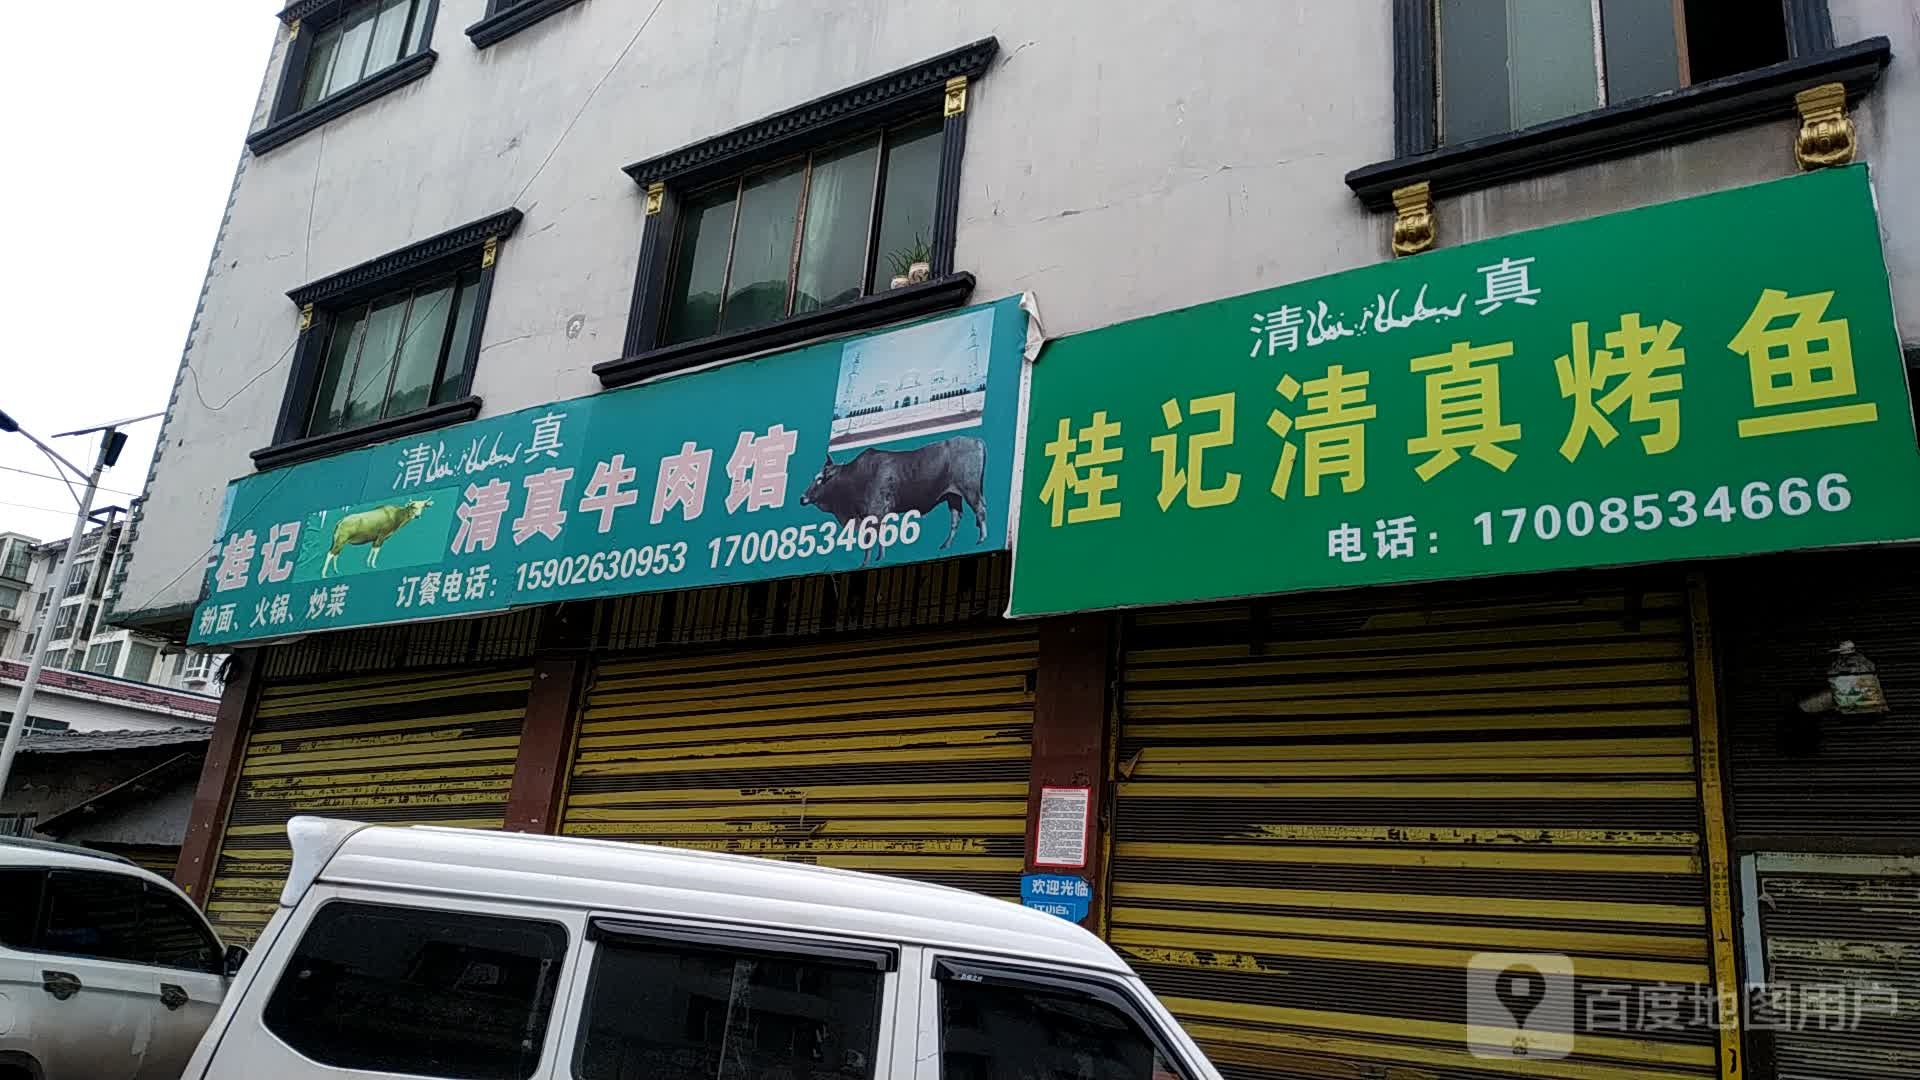 清 真
桂记 清真牛肉馆
粉面、火锅、炒菜 订餐电话：15902630953 17008534666
清 真
桂记清真烤鱼
电话：17008534666
欢迎光临
百度地图用户